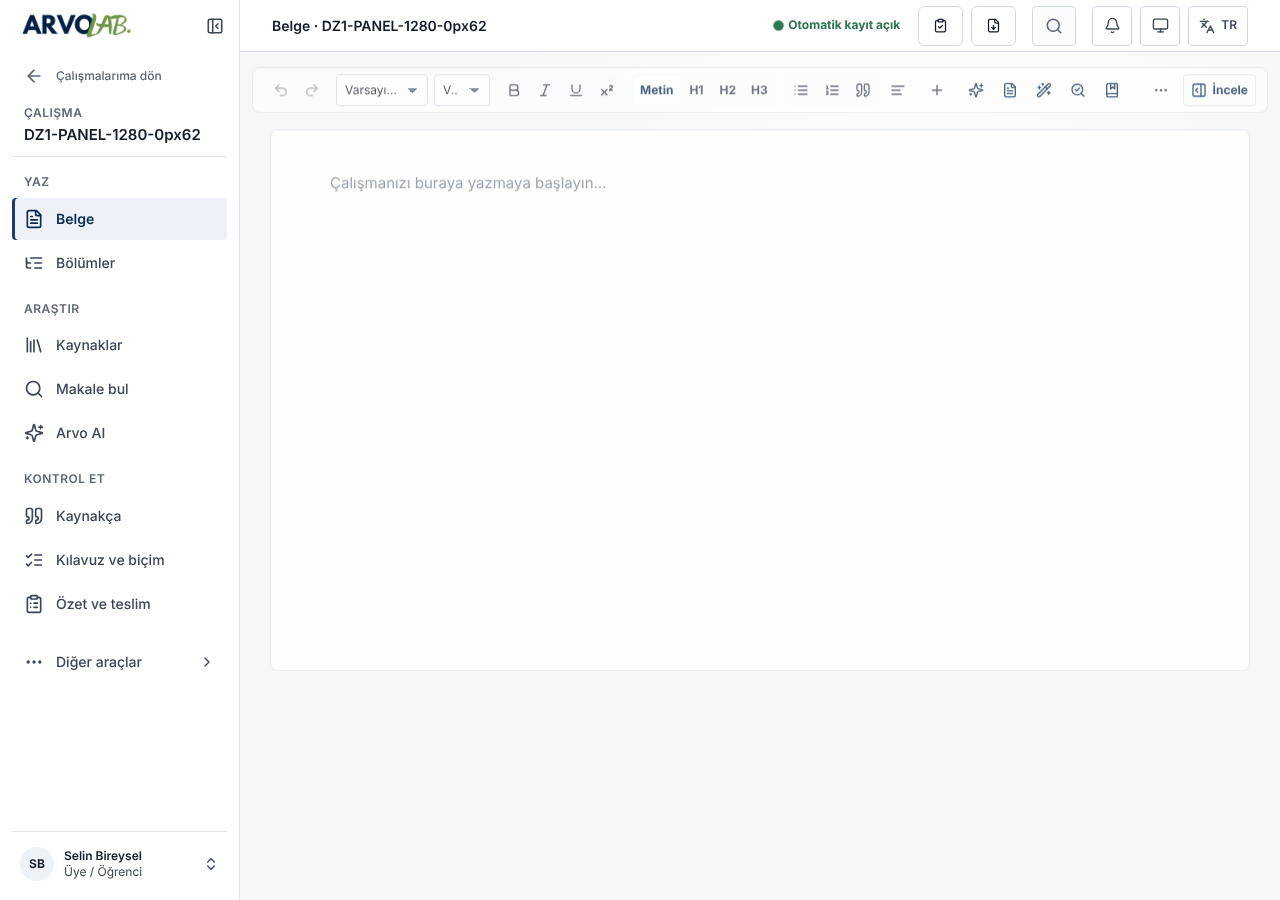 ARVOLAB.
Belge · DZ1-PANEL-1280-0px62
Otomatik kayıt açık
TR
Çalışmalarıma dön
ÇALIŞMA
DZ1-PANEL-1280-0px62
YAZ
Belge
Bölümler
ARAŞTIR
Kaynaklar
Makale bul
Arvo AI
KONTROL ET
Kaynakça
Kılavuz ve biçim
Özet ve teslim
Diğer araçlar
SB
Selin Bireysel
Üye / Öğrenci
Varsayı... V.. B I U x² Metin H1 H2 H3 İncele
Çalışmanızı buraya yazmaya başlayın...